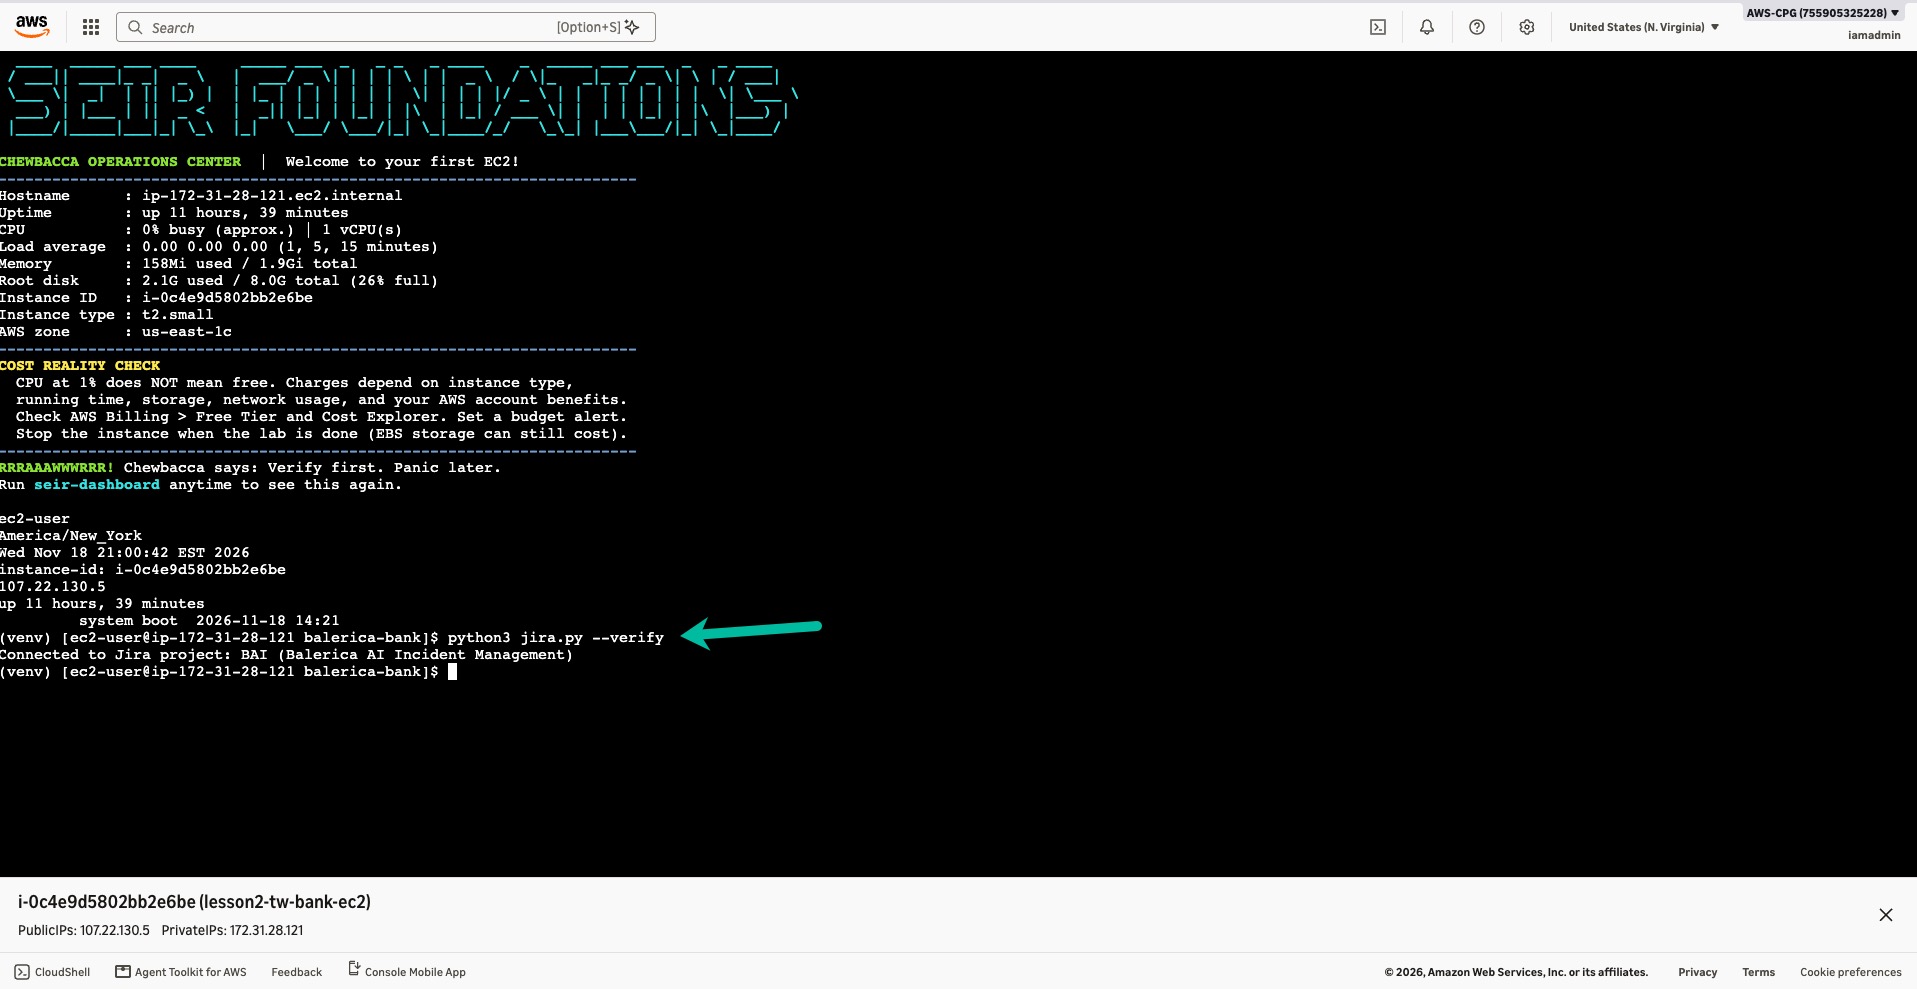 aws
Search [Option+S]
United States (N. Virginia)
AWS-CPG (755905325228)
iamadmin
SEIR FOUNDATIONS
CHEWBACCA OPERATIONS CENTER | Welcome to your first EC2!
Hostname : ip-172-31-28-121.ec2.internal
Uptime : up 11 hours, 39 minutes
CPU : 0% busy (approx.) | 1 vCPU(s)
Load average : 0.00 0.00 0.00 (1, 5, 15 minutes)
Memory : 158Mi used / 1.9Gi total
Root disk : 2.1G used / 8.0G total (26% full)
Instance ID : i-0c4e9d5802bb2e6be
Instance type : t2.small
AWS zone : us-east-1c
COST REALITY CHECK
CPU at 1% does NOT mean free. Charges depend on instance type,
running time, storage, network usage, and your AWS account benefits.
Check AWS Billing > Free Tier and Cost Explorer. Set a budget alert.
Stop the instance when the lab is done (EBS storage can still cost).
RRRAAAWWWRRR! Chewbacca says: Verify first. Panic later.
Run seir-dashboard anytime to see this again.
ec2-user
America/New_York
Wed Nov 18 21:00:42 EST 2026
instance-id: i-0c4e9d5802bb2e6be
107.22.130.5
up 11 hours, 39 minutes
system boot 2026-11-18 14:21
(venv) [ec2-user@ip-172-31-28-121 balerica-bank]$ python3 jira.py --verify
Connected to Jira project: BAI (Balerica AI Incident Management)
(venv) [ec2-user@ip-172-31-28-121 balerica-bank]$
i-0c4e9d5802bb2e6be (lesson2-tw-bank-ec2)
PublicIPs: 107.22.130.5 PrivateIPs: 172.31.28.121
CloudShell Agent Toolkit for AWS Feedback Console Mobile App © 2026, Amazon Web Services, Inc. or its affiliates. Privacy Terms Cookie preferences